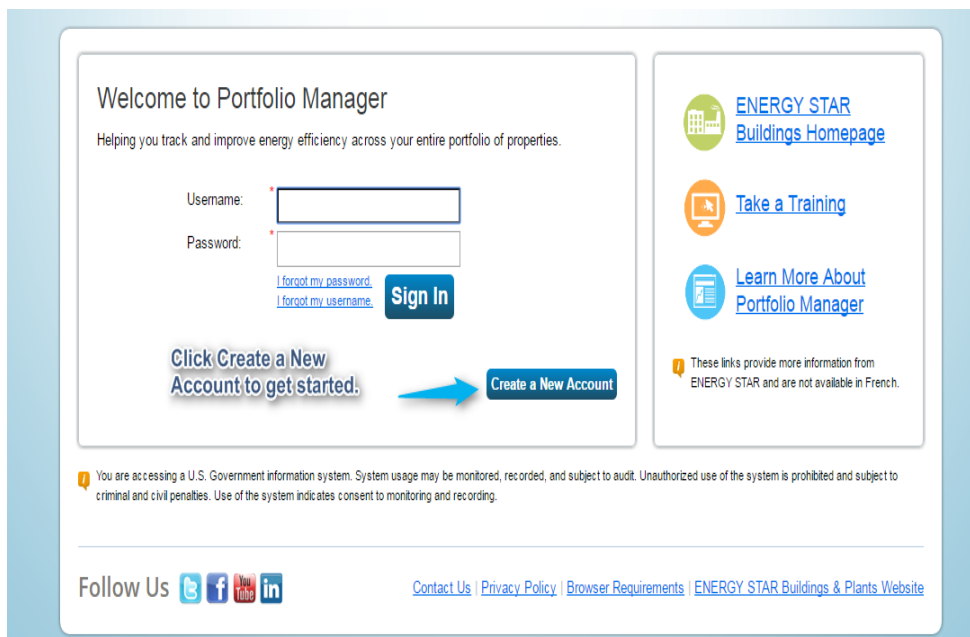 Welcome to Portfolio Manager
Helping you track and improve energy efficiency across your entire portfolio of properties.
Username: *
Password: *
I forgot my password.
I forgot my username.
Sign In
Click Create a New
Account to get started.
Create a New Account
ENERGY STAR
Buildings Homepage
Take a Training
Learn More About
Portfolio Manager
These links provide more information from
ENERGY STAR and are not available in French.
You are accessing a U.S. Government information system. System usage may be monitored, recorded, and subject to audit. Unauthorized use of the system is prohibited and subject to
criminal and civil penalties. Use of the system indicates consent to monitoring and recording.
Follow Us
You
Tube
in
Contact Us | Privacy Policy | Browser Requirements | ENERGY STAR Buildings & Plants Website